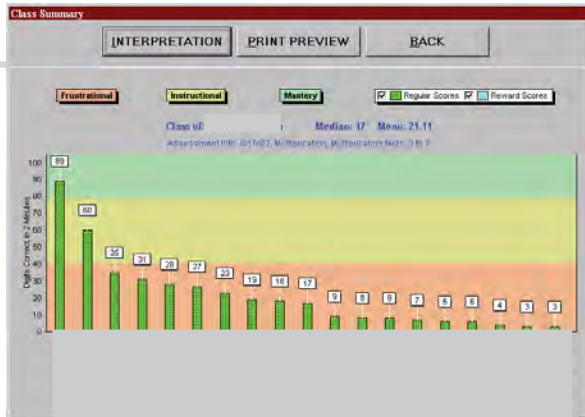 Class Summary
INTERPRETATION PRINT PREVIEW BACK
Frustrational Instructional Mastery Regular Scores Reward Scores
Class of: Median: 17 Mean: 21.11
Assessment Info: Multiplication, Multiplication facts, 0 to 9
Digits Correct in 2 Minutes
100
90
80
70
60
50
40
30
20
10
0
89 60 35 31 28 27 23 19 18 17 9 8 8 7 6 6 4 3 3